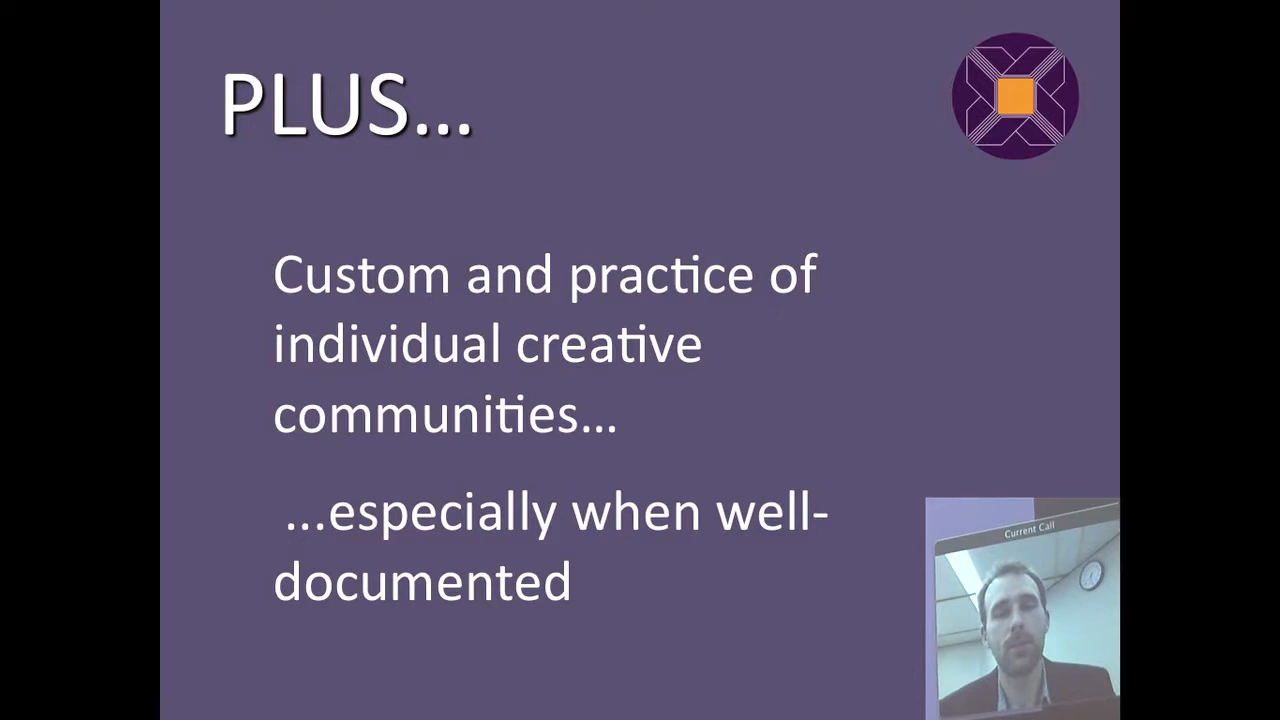 PLUS...
Custom and practice of
individual creative
communities...
...especially when well-
documented
Current Call